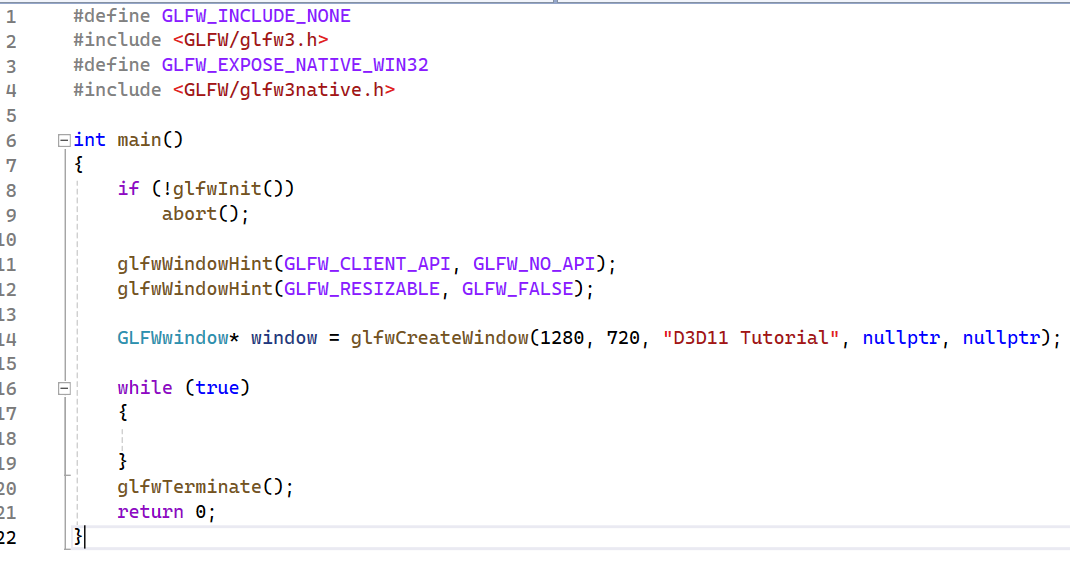 1 #define GLFW_INCLUDE_NONE
2 #include <GLFW/glfw3.h>
3 #define GLFW_EXPOSE_NATIVE_WIN32
4 #include <GLFW/glfw3native.h>
5
6 int main()
7 {
8 if (!glfwInit())
9 abort();
10
11 glfwWindowHint(GLFW_CLIENT_API, GLFW_NO_API);
12 glfwWindowHint(GLFW_RESIZABLE, GLFW_FALSE);
13
14 GLFWwindow* window = glfwCreateWindow(1280, 720, "D3D11 Tutorial", nullptr, nullptr);
15
16 while (true)
17 {
18
19 }
20 glfwTerminate();
21 return 0;
22 }